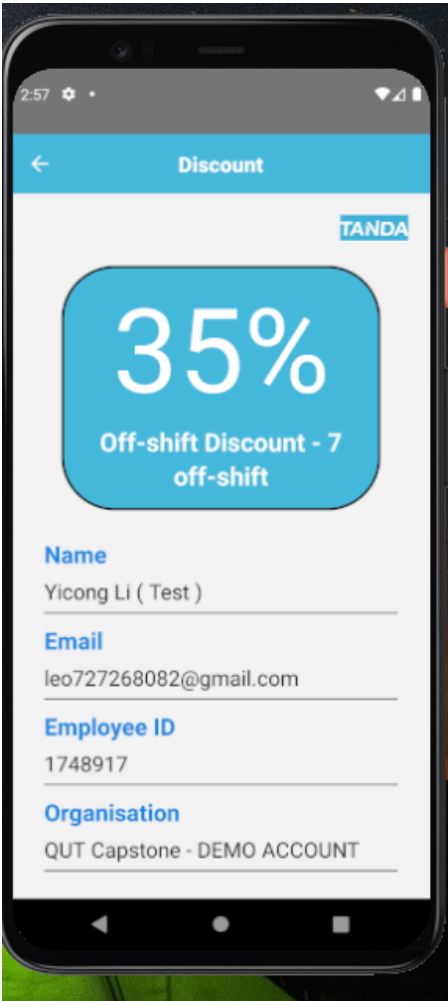 2:57
Discount
TANDA
35%
Off-shift Discount - 7
off-shift
Name
Yicong Li ( Test )
Email
leo727268082@gmail.com
Employee ID
1748917
Organisation
QUT Capstone - DEMO ACCOUNT